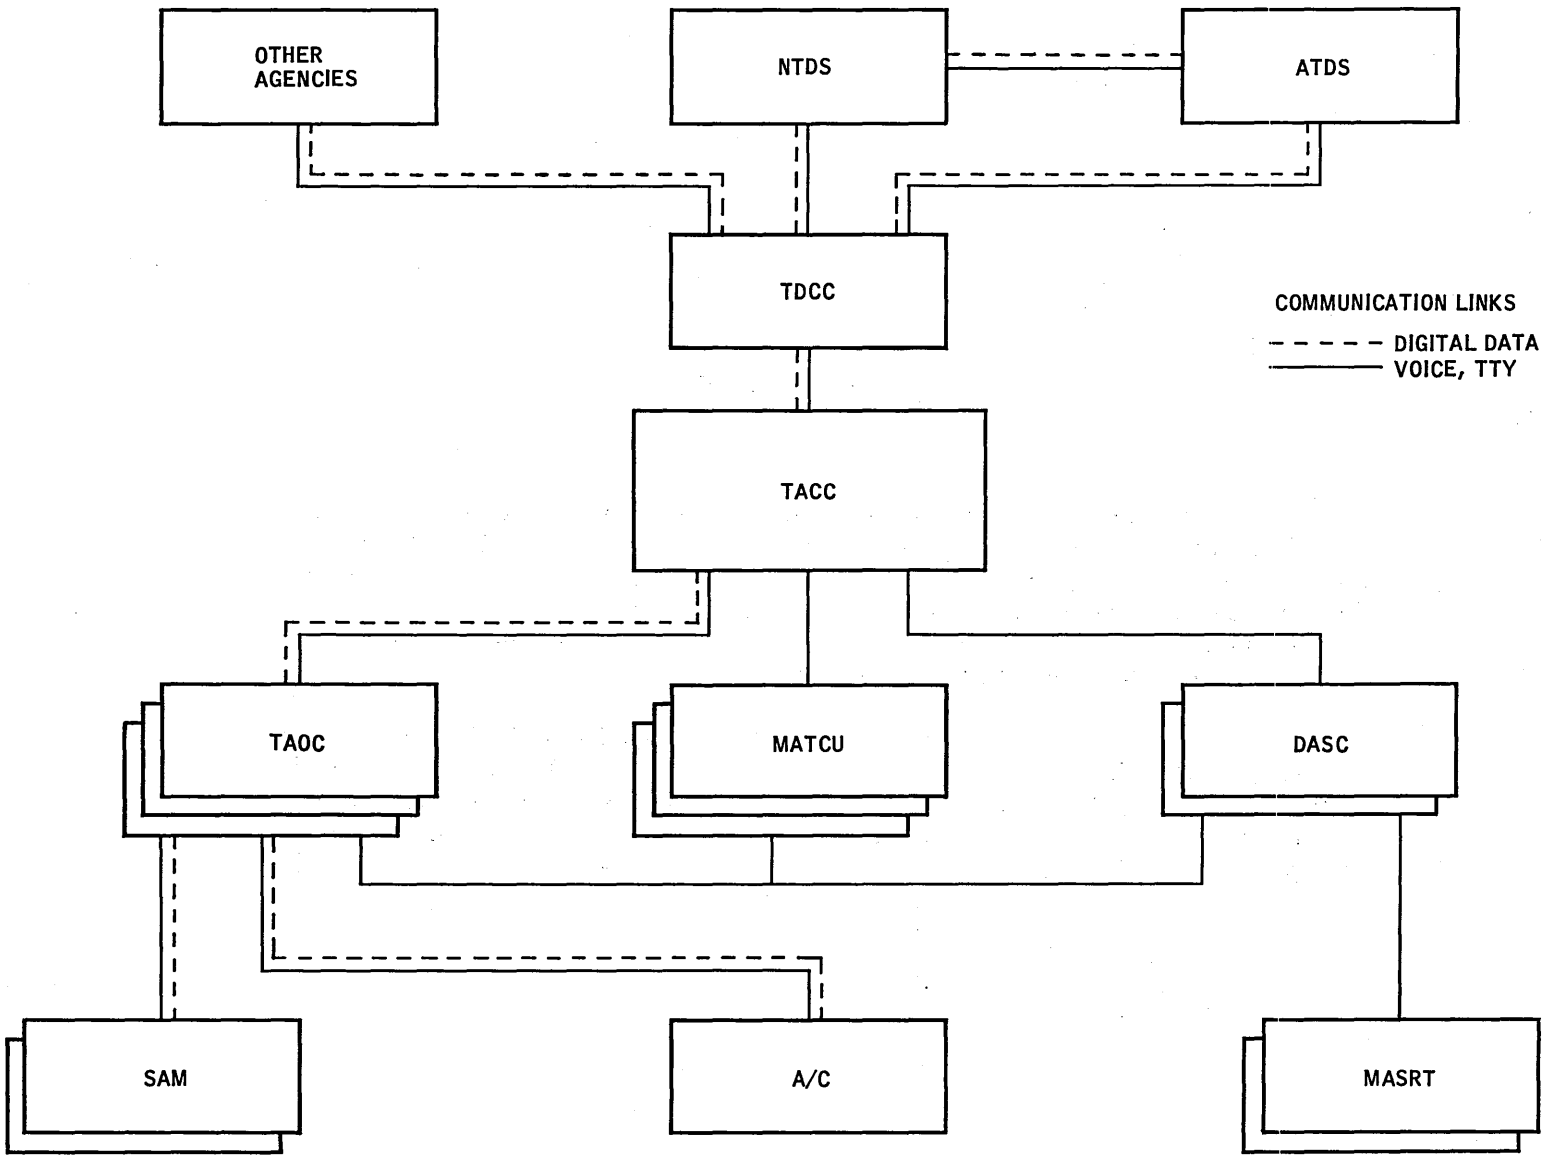 OTHER
AGENCIES
NTDS
ATDS
TDCC
COMMUNICATION LINKS
DIGITAL DATA
VOICE, TTY
TACC
TAOC
MATCU
DASC
SAM
A/C
MASRT